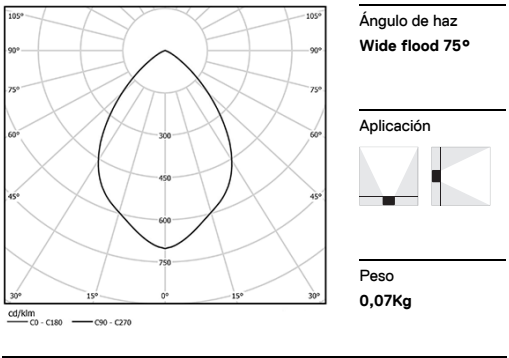 105° 105°
90° 90°
75° 75°
60° 60°
45° 45°
300
450
600
750
30° 15° 0° 15° 30°
cd/klm
C0 - C180 C90 - C270
Ángulo de haz
Wide flood 75°
Aplicación
Peso
0,07Kg